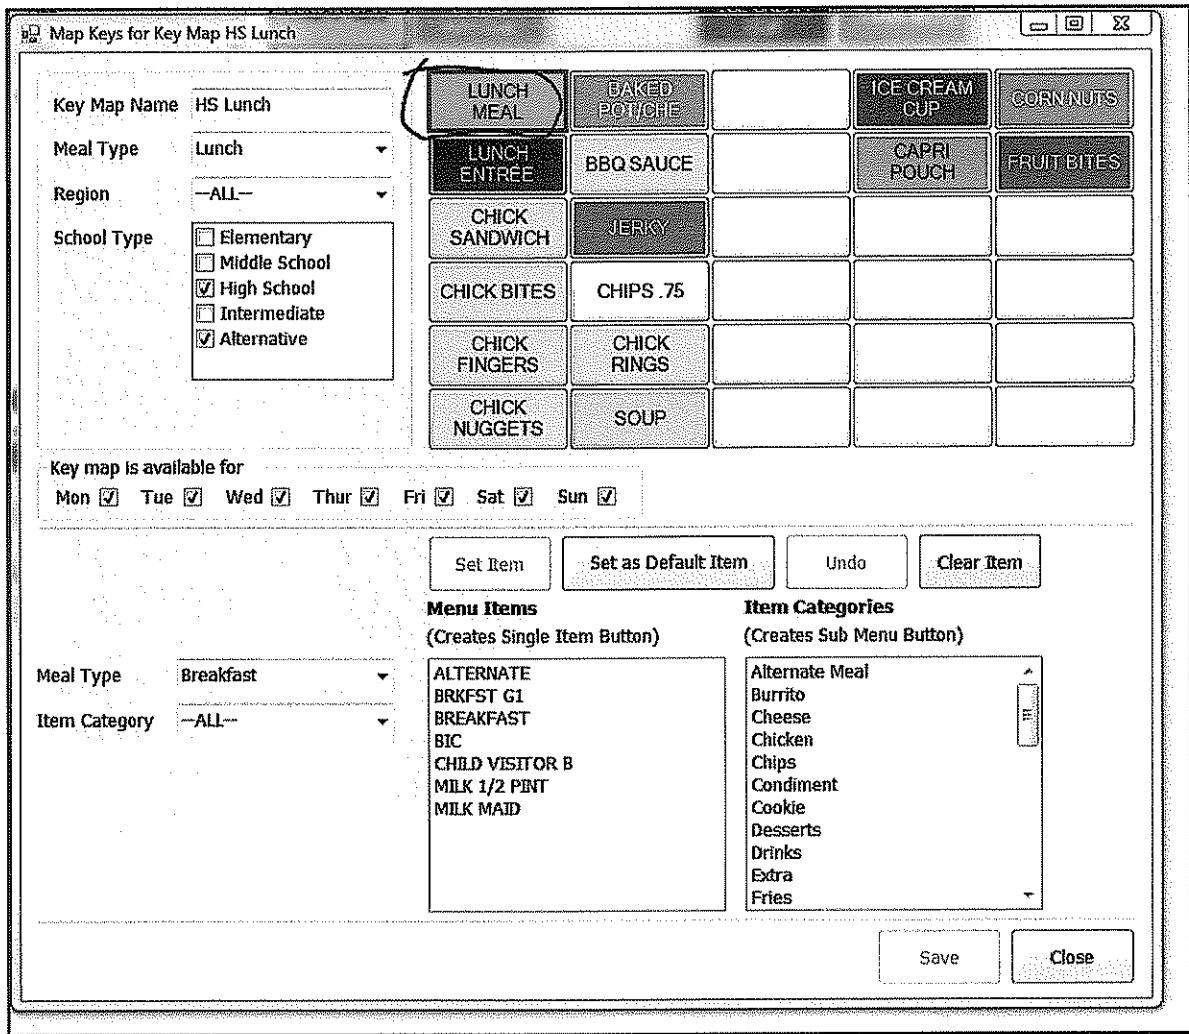 Map Keys for Key Map HS Lunch
Key Map Name HS Lunch
Meal Type Lunch
Region --ALL--
School Type
Elementary
Middle School
High School
Intermediate
Alternative
LUNCH MEAL
BAKED POT/CHE
ICE CREAM CUP
CORN NUTS
LUNCH ENTREE
BBQ SAUCE
CAPRI POUCH
FRUIT BITES
CHICK SANDWICH
JERKY
CHICK BITES
CHIPS .75
CHICK FINGERS
CHICK RINGS
CHICK NUGGETS
SOUP
Key map is available for
Mon Tue Wed Thur Fri Sat Sun
Set Item Set as Default Item Undo Clear Item
Menu Items
(Creates Single Item Button)
Item Categories
(Creates Sub Menu Button)
Meal Type Breakfast
Item Category --ALL--
ALTERNATE
BRKFST G1
BREAKFAST
BIC
CHILD VISITOR B
MILK 1/2 PINT
MILK MAID
Alternate Meal
Burrito
Cheese
Chicken
Chips
Condiment
Cookie
Desserts
Drinks
Extra
Fries
Save Close